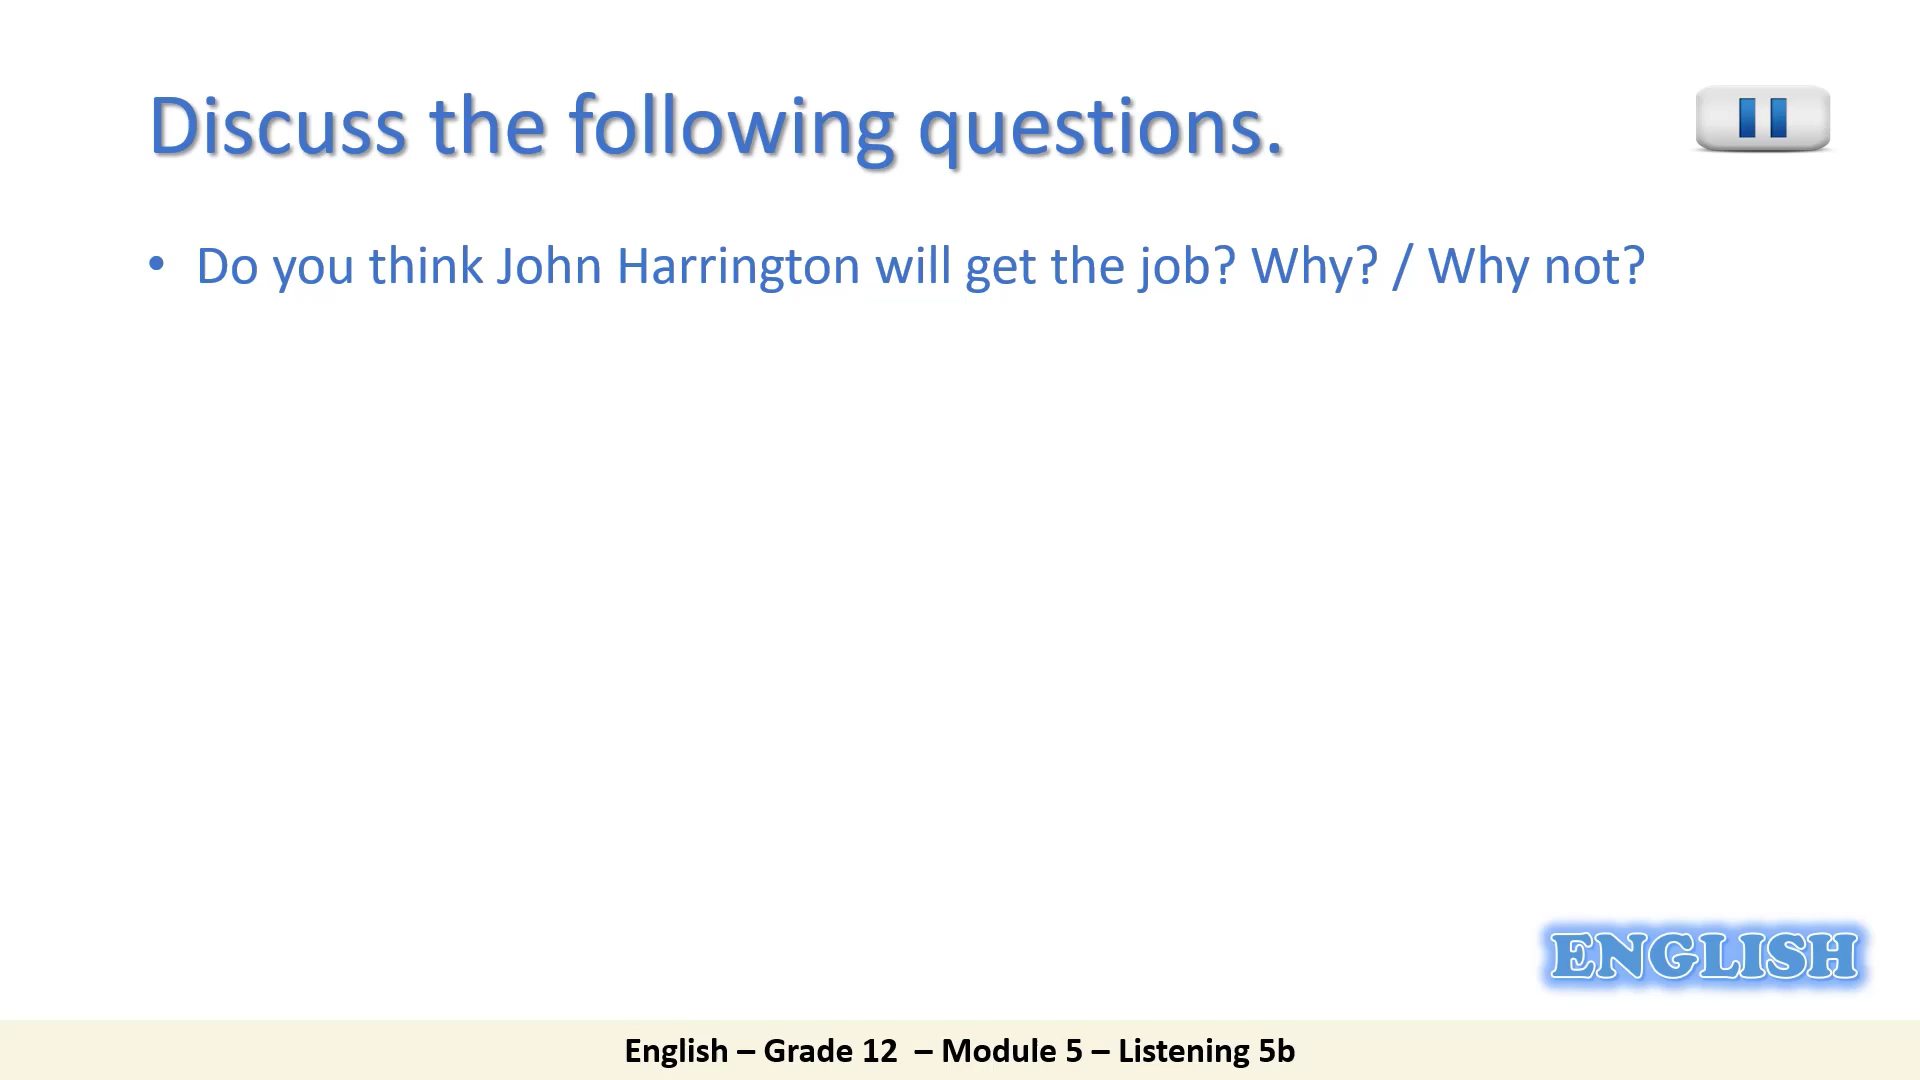 Discuss the following questions.
• Do you think John Harrington will get the job? Why? / Why not?
ENGLISH
English – Grade 12 – Module 5 – Listening 5b